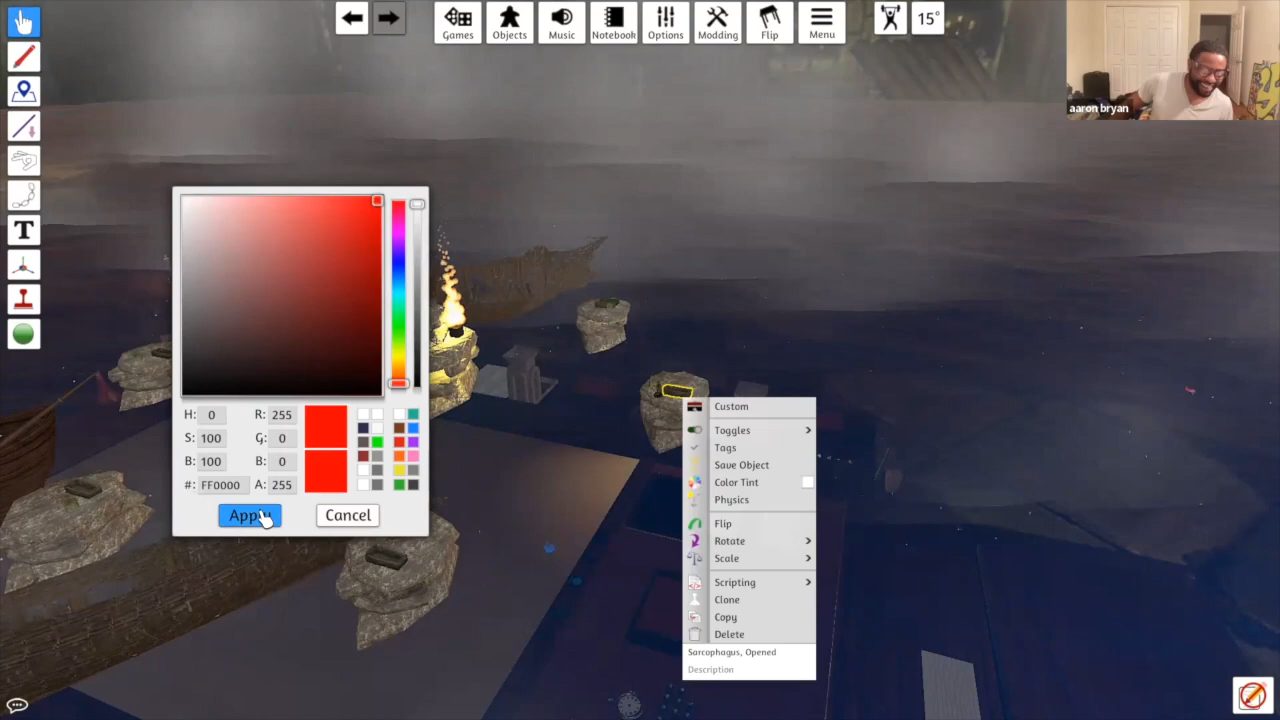 Games
Objects
Music
Notebook
Options
Modding
Flip
Menu
15°
aaron bryan
T
H: 0
R: 255
S: 100
G: 0
B: 100
B: 0
#: FF0000
A: 255
Apply
Cancel
Custom
Toggles
Tags
Save Object
Color Tint
Physics
Flip
Rotate
Scale
Scripting
Clone
Copy
Delete
Sarcophagus, Opened
Description